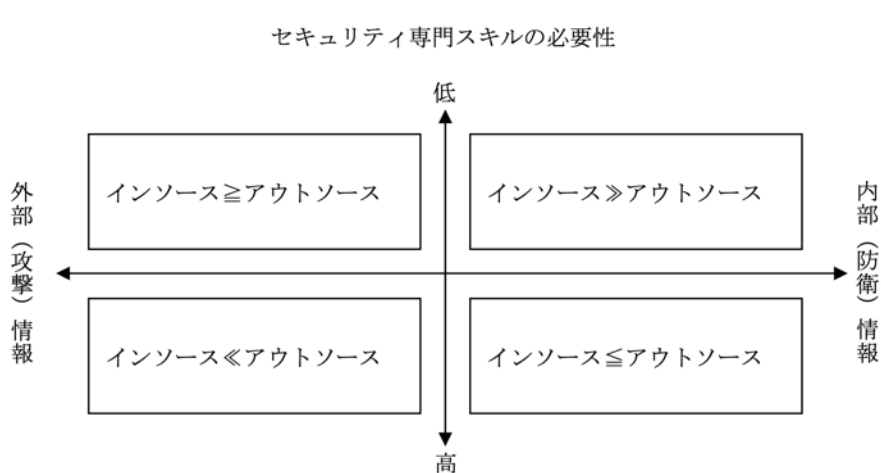 セキュリティ専門スキルの必要性
低
インソース≧アウトソース
インソース≫アウトソース
外部（攻撃）情報
内部（防衛）情報
インソース≪アウトソース
インソース≦アウトソース
高